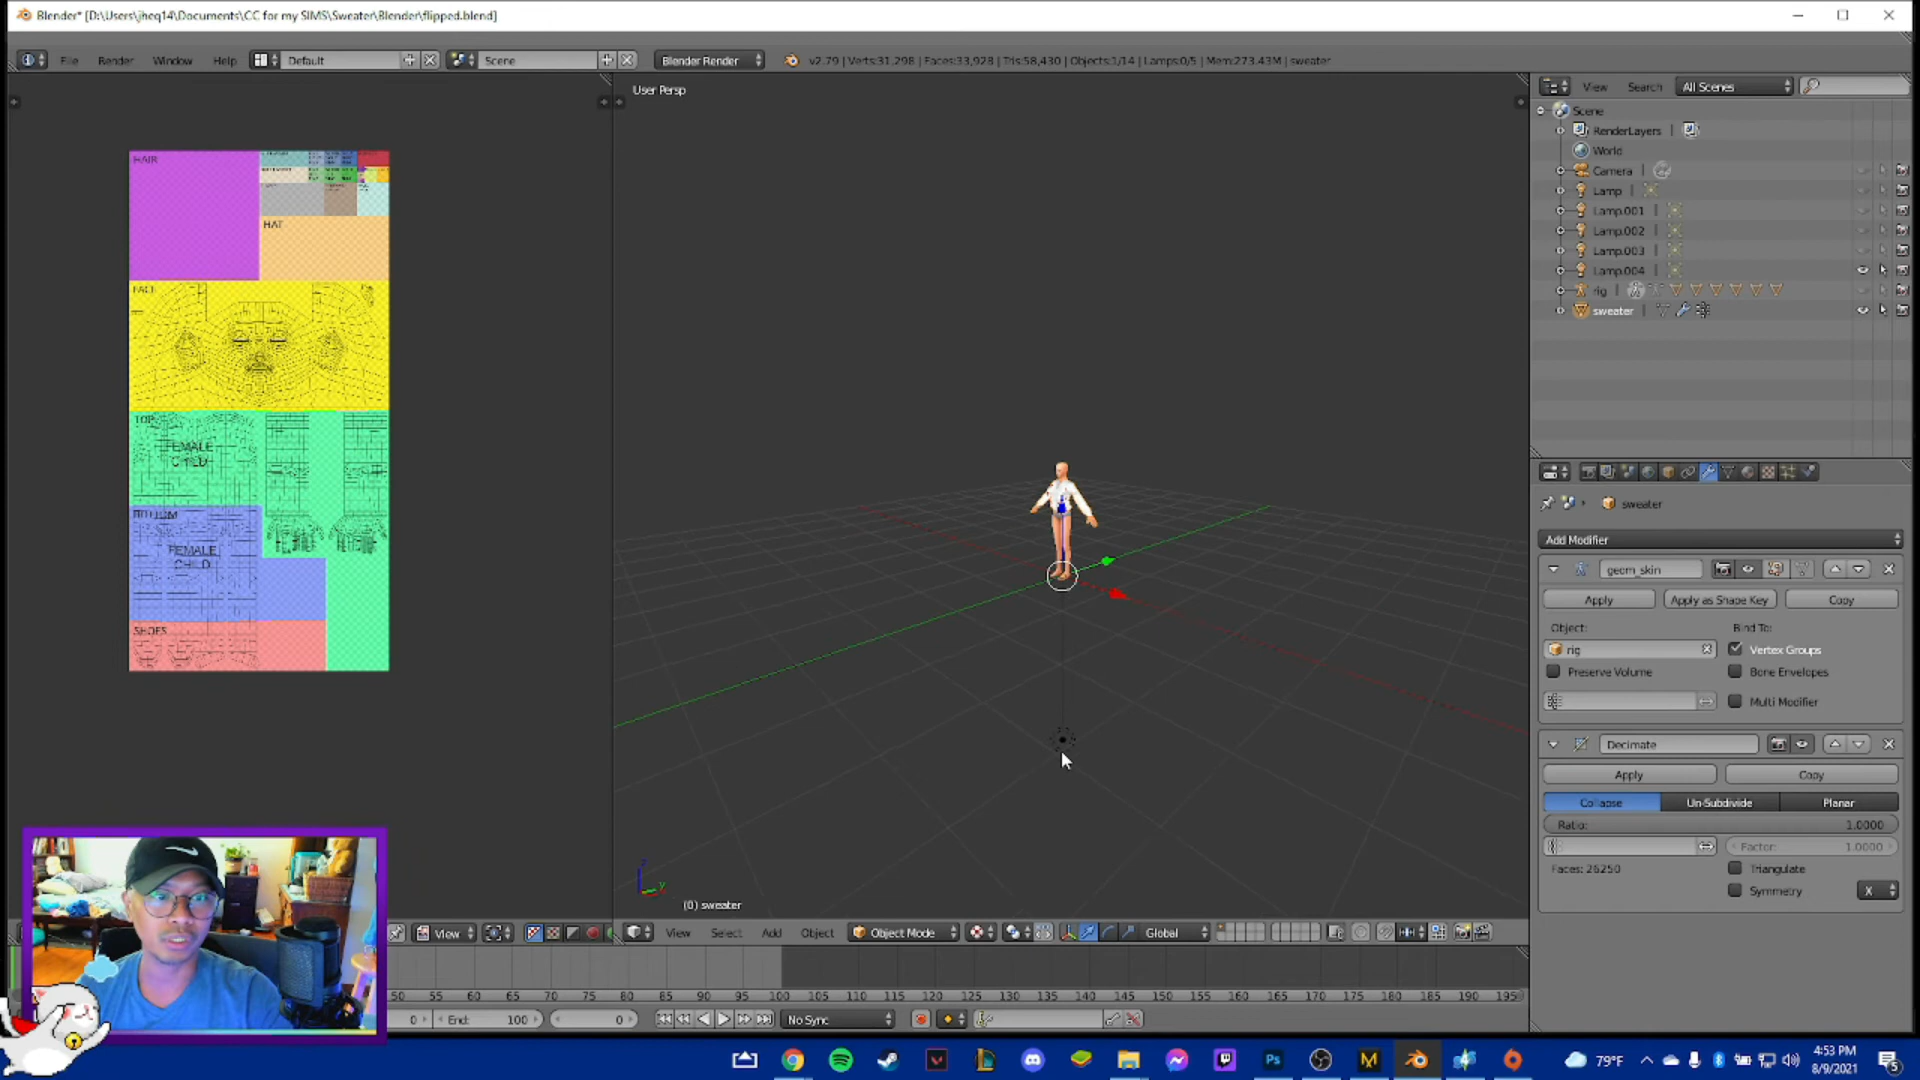 Blender* [D:\Users\jheq14\Documents\CC for my SIMS\Sweater\Blender\flipped.blend]
File Render Window Help Default Scene Blender Render v2.79 | Verts:31,298 | Faces:33,928 | Tris:58,430 | Objects:1/14 | Lamps:0/5 | Mem:273.43M | sweater
User Persp
View Search All Scenes
Scene
RenderLayers
World
Camera
Lamp
Lamp.001
Lamp.002
Lamp.003
Lamp.004
rig
sweater
HAIR
HAT
FACE
TOP
FEMALE
CHILD
BOTTOM
FEMALE
CHILD
SHOES
sweater
Add Modifier
geom_skin
Apply Apply as Shape Key Copy
Object: Bind To:
rig Vertex Groups
Preserve Volume Bone Envelopes
Multi Modifier
Decimate
Apply Copy
Collapse Un-Subdivide Planar
Ratio: 1.0000
Factor: 1.0000
Faces: 26250 Triangulate
Symmetry X
z
y
(0) sweater
View View Select Add Object Object Mode Global
50 55 60 65 70 75 80 85 90 95 100 105 110 115 120 125 130 135 140 145 150 155 160 165 170 175 180 185 190 195
0 End: 100 0 No Sync
79°F 4:53 PM
8/9/2021
5